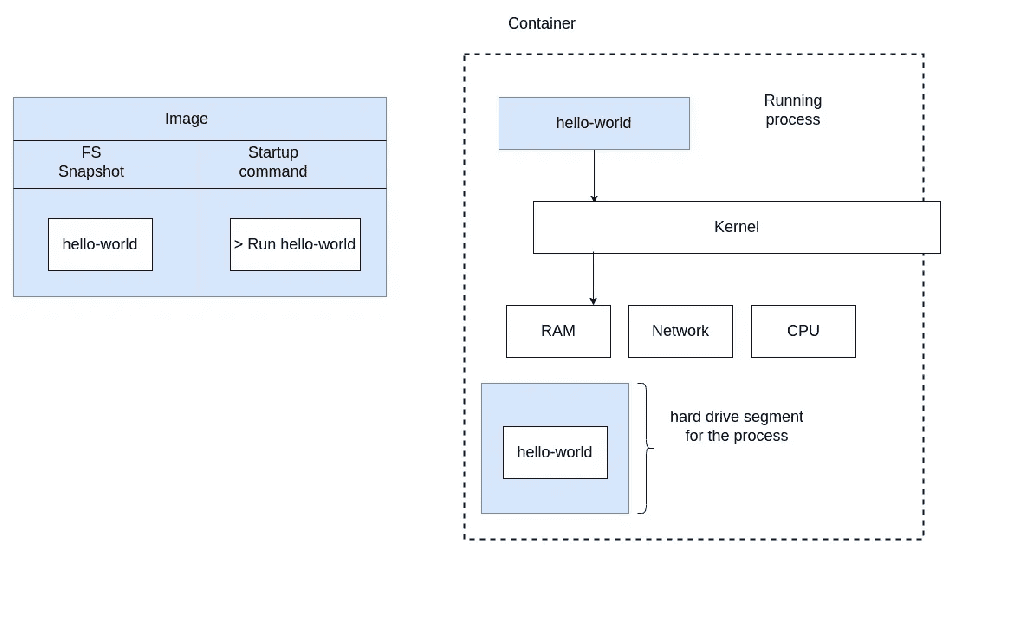 Container
Image
FS
Snapshot
Startup
command
hello-world
> Run hello-world
hello-world
Running
process
Kernel
RAM
Network
CPU
hello-world
hard drive segment
for the process